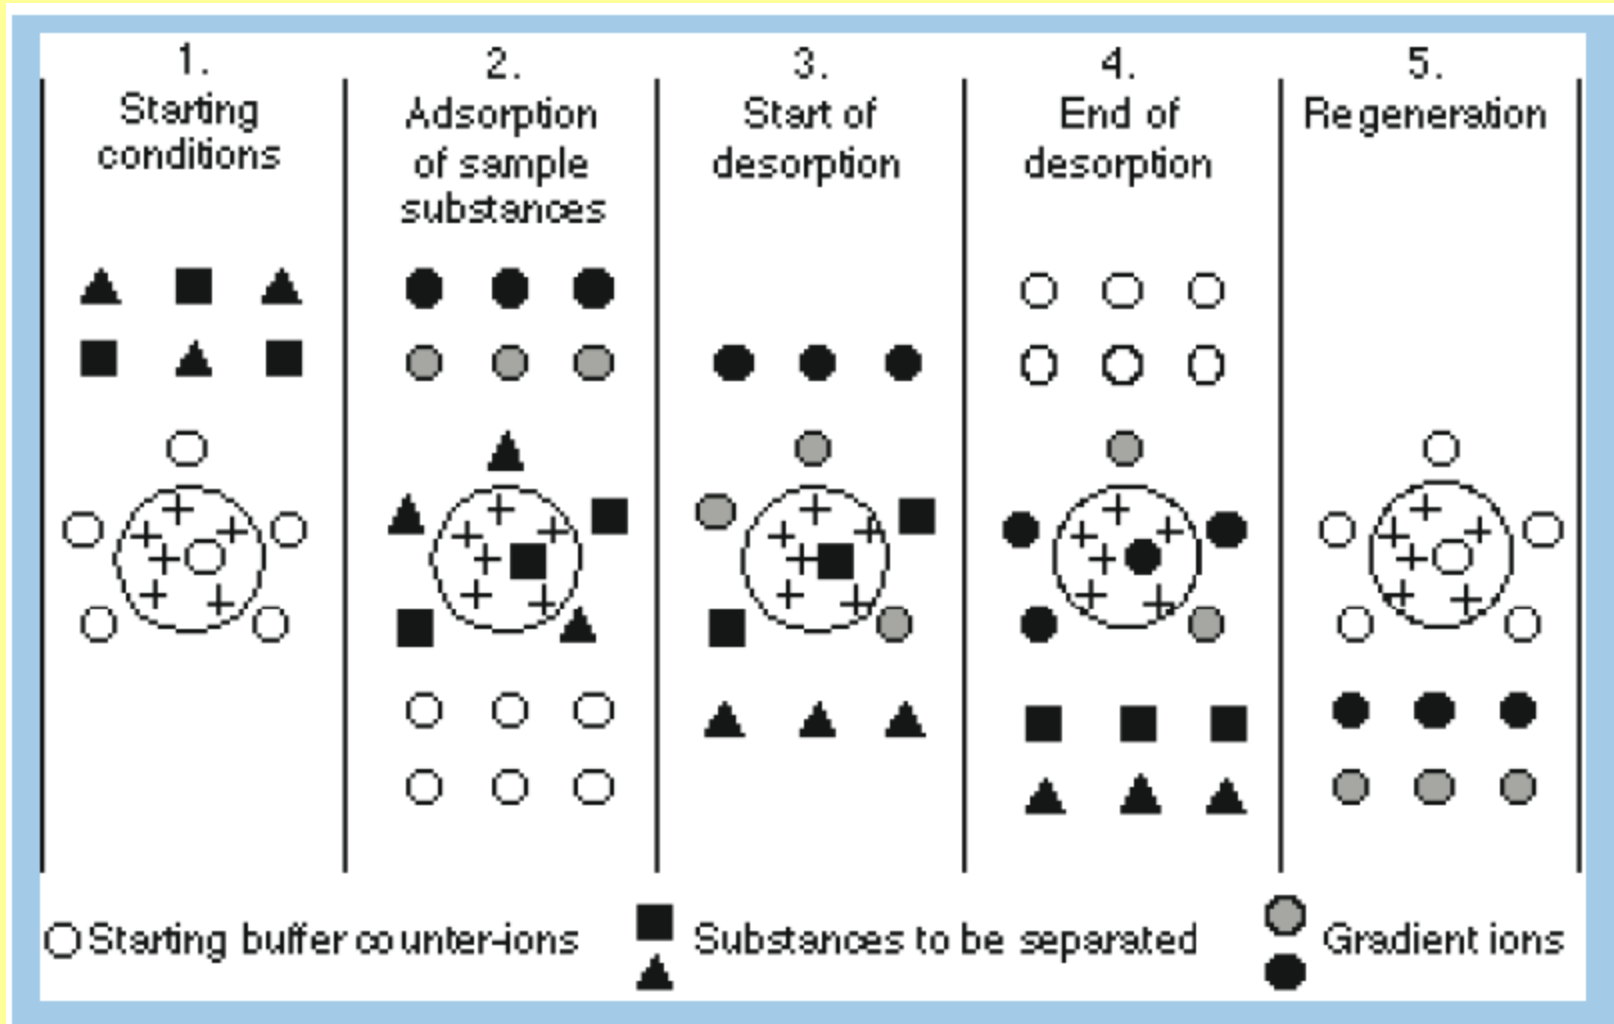 1.
Starting
conditions
2.
Adsorption
of sample
substances
3.
Start of
desorption
4.
End of
desorption
5.
Regeneration
Starting buffer counter-ions
Substances to be separated
Gradient ions